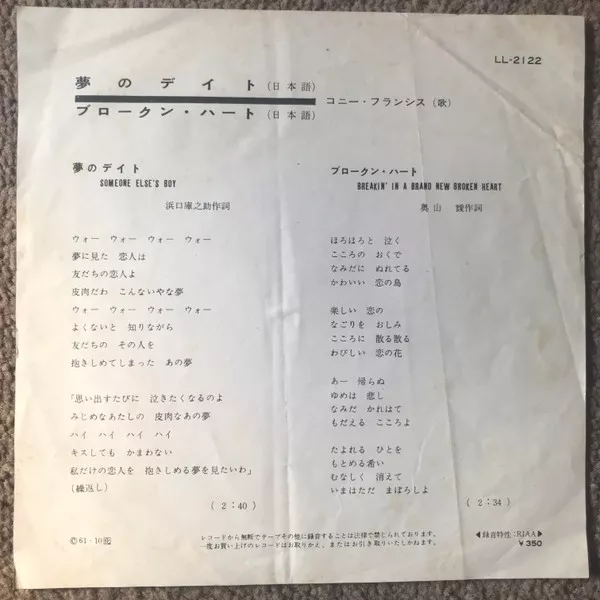 LL-2122
夢のデイト(日本語)
コニー・フランシス(歌)
ブロークン・ハート(日本語)
夢のデイト
SOMEONE ELSE'S BOY
浜口庫之助作詞
ウォー ウォー ウォー ウォー
夢に見た 恋人は
友だちの恋人よ
皮肉だわ こんないやな夢
ウォー ウォー ウォー ウォー
よくないと 知りながら
友だちの その人を
抱きしめてしまった あの夢
「思い出すたびに 泣きたくなるのよ
みじめなあたしの 皮肉なあの夢
ハイ ハイ ハイ ハイ
キスしても かまわない
私だけの恋人を 抱きしめる夢を見たいわ」
(繰返し)
(2:40)
ブロークン・ハート
BREAKIN' IN A BRAND NEW BROKEN HEART
奥山 靉作詞
ほろほろと 泣く
こころの おくで
なみだに ぬれてる
かわいい 恋の鳥
楽しい 恋の
なごりを おしみ
こころに 散る散る
わびしい 恋の花
あー 帰らぬ
ゆめは 悲し
なみだ かれはて
もだえる こころよ
たよれる ひとを
もとめる希い
むなしく 消えて
いまはただ まぼろしよ
(2:34)
Ⓒ61・10
レコードから無断でテープその他に録音することは法律で禁じられております。
一度お買い上げのレコードはお取りかえ、またはお引き取りいたしかねます。
◀録音特性:RIAA▶
¥350